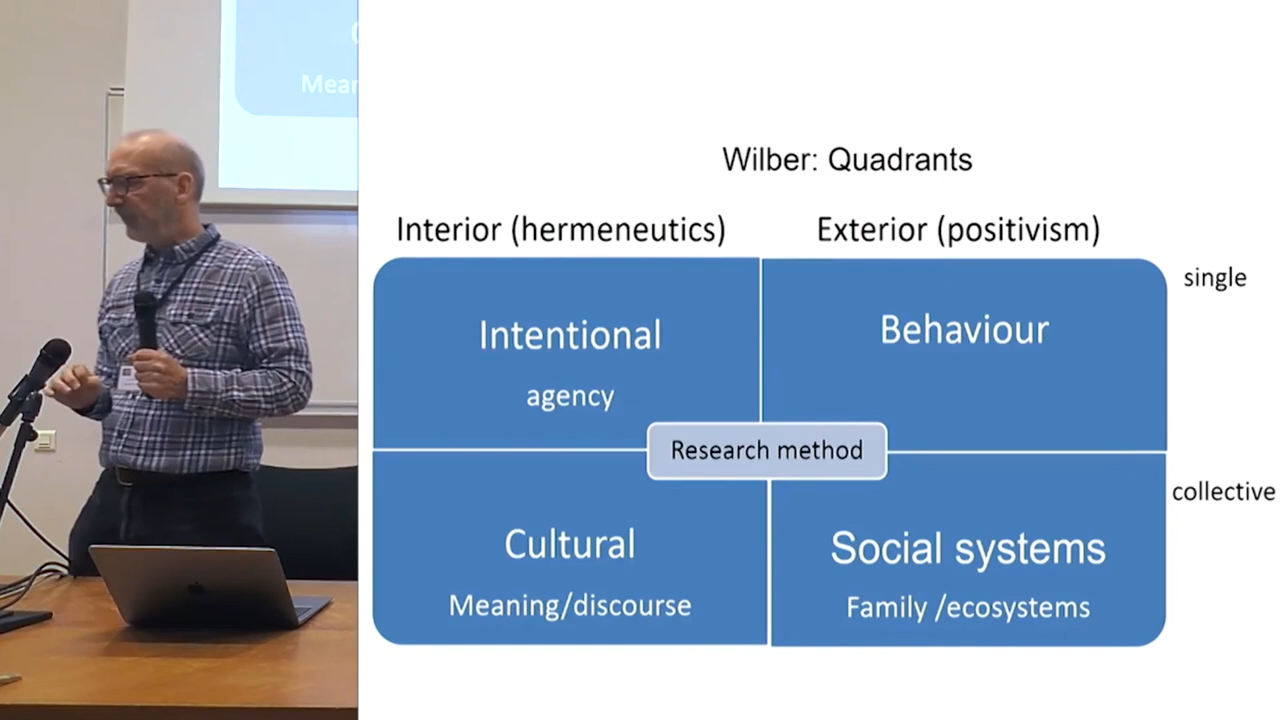 Mean
Wilber: Quadrants
Interior (hermeneutics)
Exterior (positivism)
single
Intentional
agency
Behaviour
Research method
collective
Cultural
Meaning/discourse
Social systems
Family /ecosystems